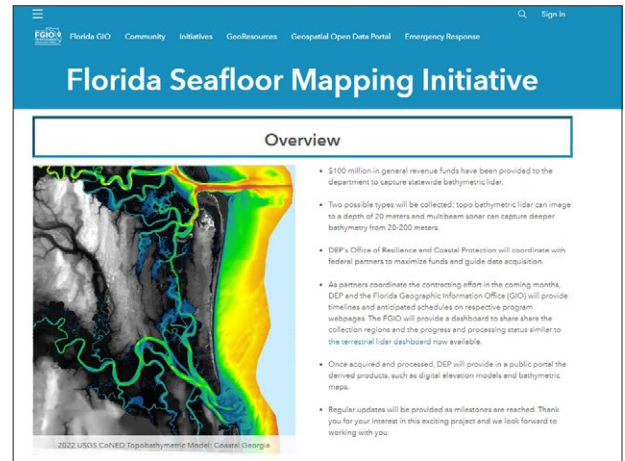 Sign In
FGIO
Florida GIO Community Initiatives GeoResources Geospatial Open Data Portal Emergency Response
Florida Seafloor Mapping Initiative
Overview
• $100 million in general revenue funds have been provided to the
department to capture statewide bathymetric lidar.
• Two possible types will be collected; topo bathymetric lidar can image
to a depth of 20 meters and multibeam sonar can capture deeper
bathymetry from 20-200 meters.
• DEP's Office of Resilience and Coastal Protection will coordinate with
federal partners to maximize funds and guide data acquisition.
• As partners coordinate the contracting effort in the coming months,
DEP and the Florida Geographic Information Office (GIO) will provide
timelines and anticipated schedules on respective program
webpages. The FGIO will provide a dashboard to share share the
collection regions and the progress and processing status similar to
the terrestrial lidar dashboard now available.
• Once acquired and processed, DEP will provide in a public portal the
derived products, such as digital elevation models and bathymetric
maps.
• Regular updates will be provided as milestones are reached. Thank
you for your interest in this exciting project and we look forward to
working with you.
2022 USGS CoNED Topobathymetric Model: Coastal Georgia